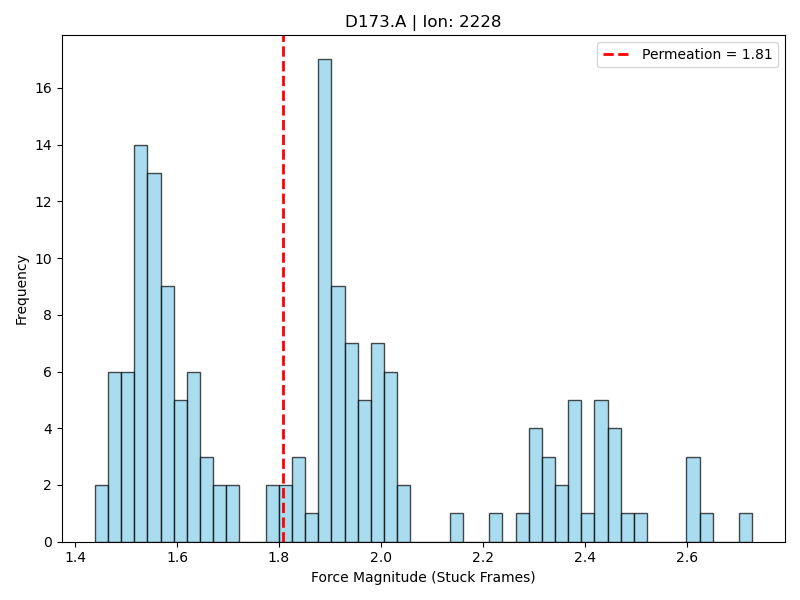 D173.A | Ion: 2228
Permeation = 1.81
Frequency
16
14
12
10
8
6
4
2
0
1.4 1.6 1.8 2.0 2.2 2.4 2.6
Force Magnitude (Stuck Frames)